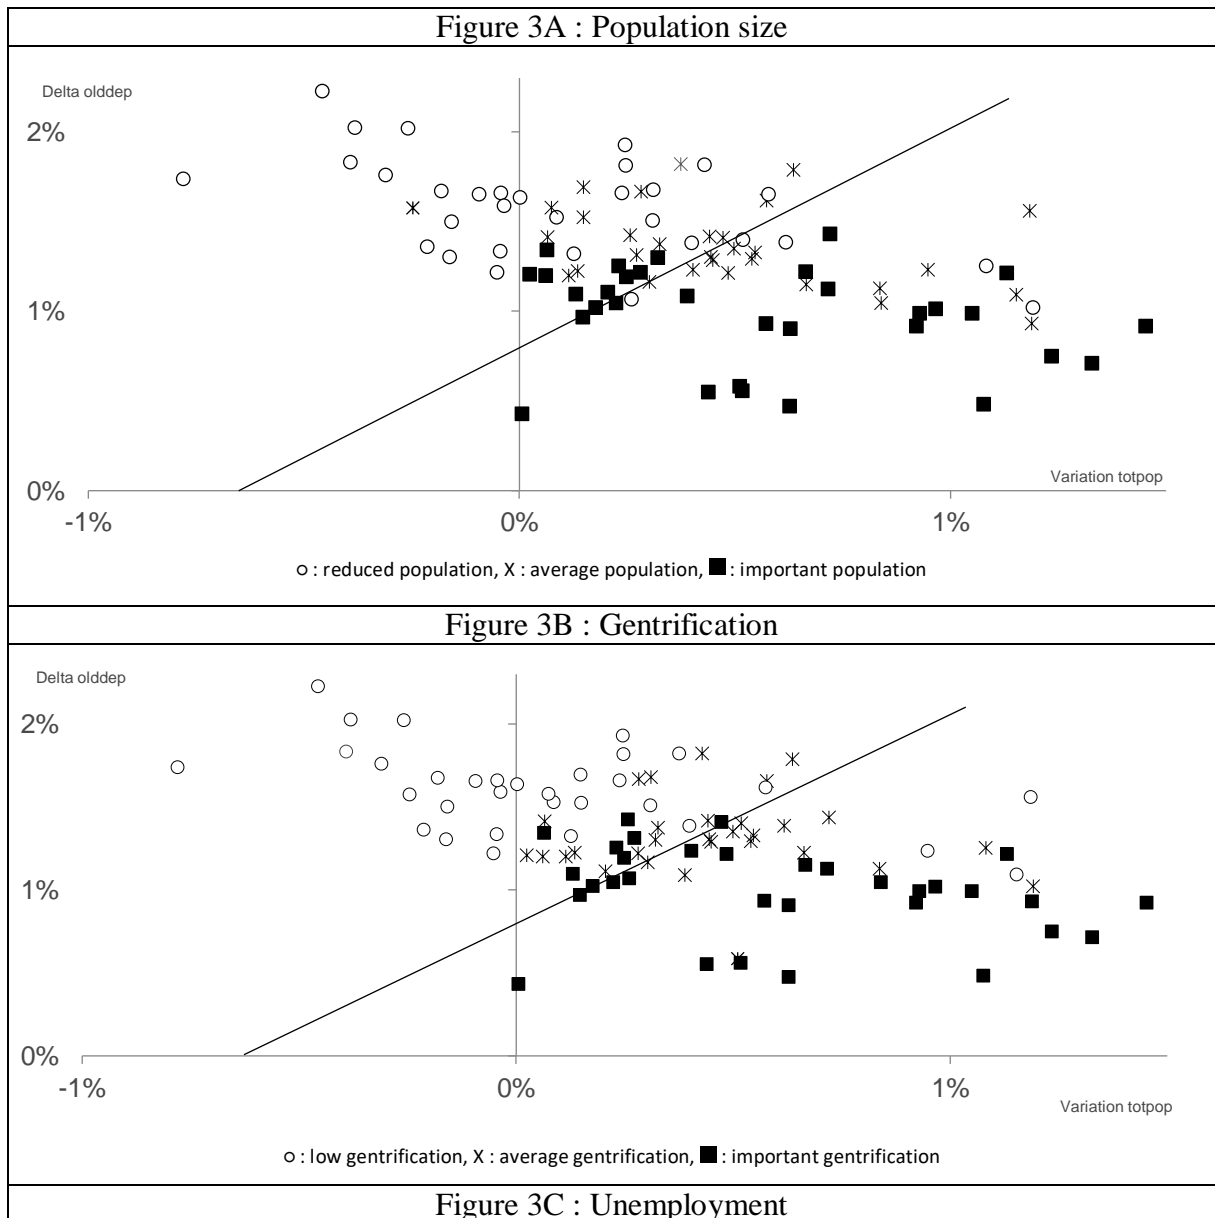 Figure 3A : Population size
Delta olddep
2%
1%
0%
Variation totpop
-1%
0%
1%
○ : reduced population, X : average population, ■ : important population
Figure 3B : Gentrification
Delta olddep
2%
1%
0%
-1%
0%
1%
Variation totpop
○ : low gentrification, X : average gentrification, ■ : important gentrification
Figure 3C : Unemployment